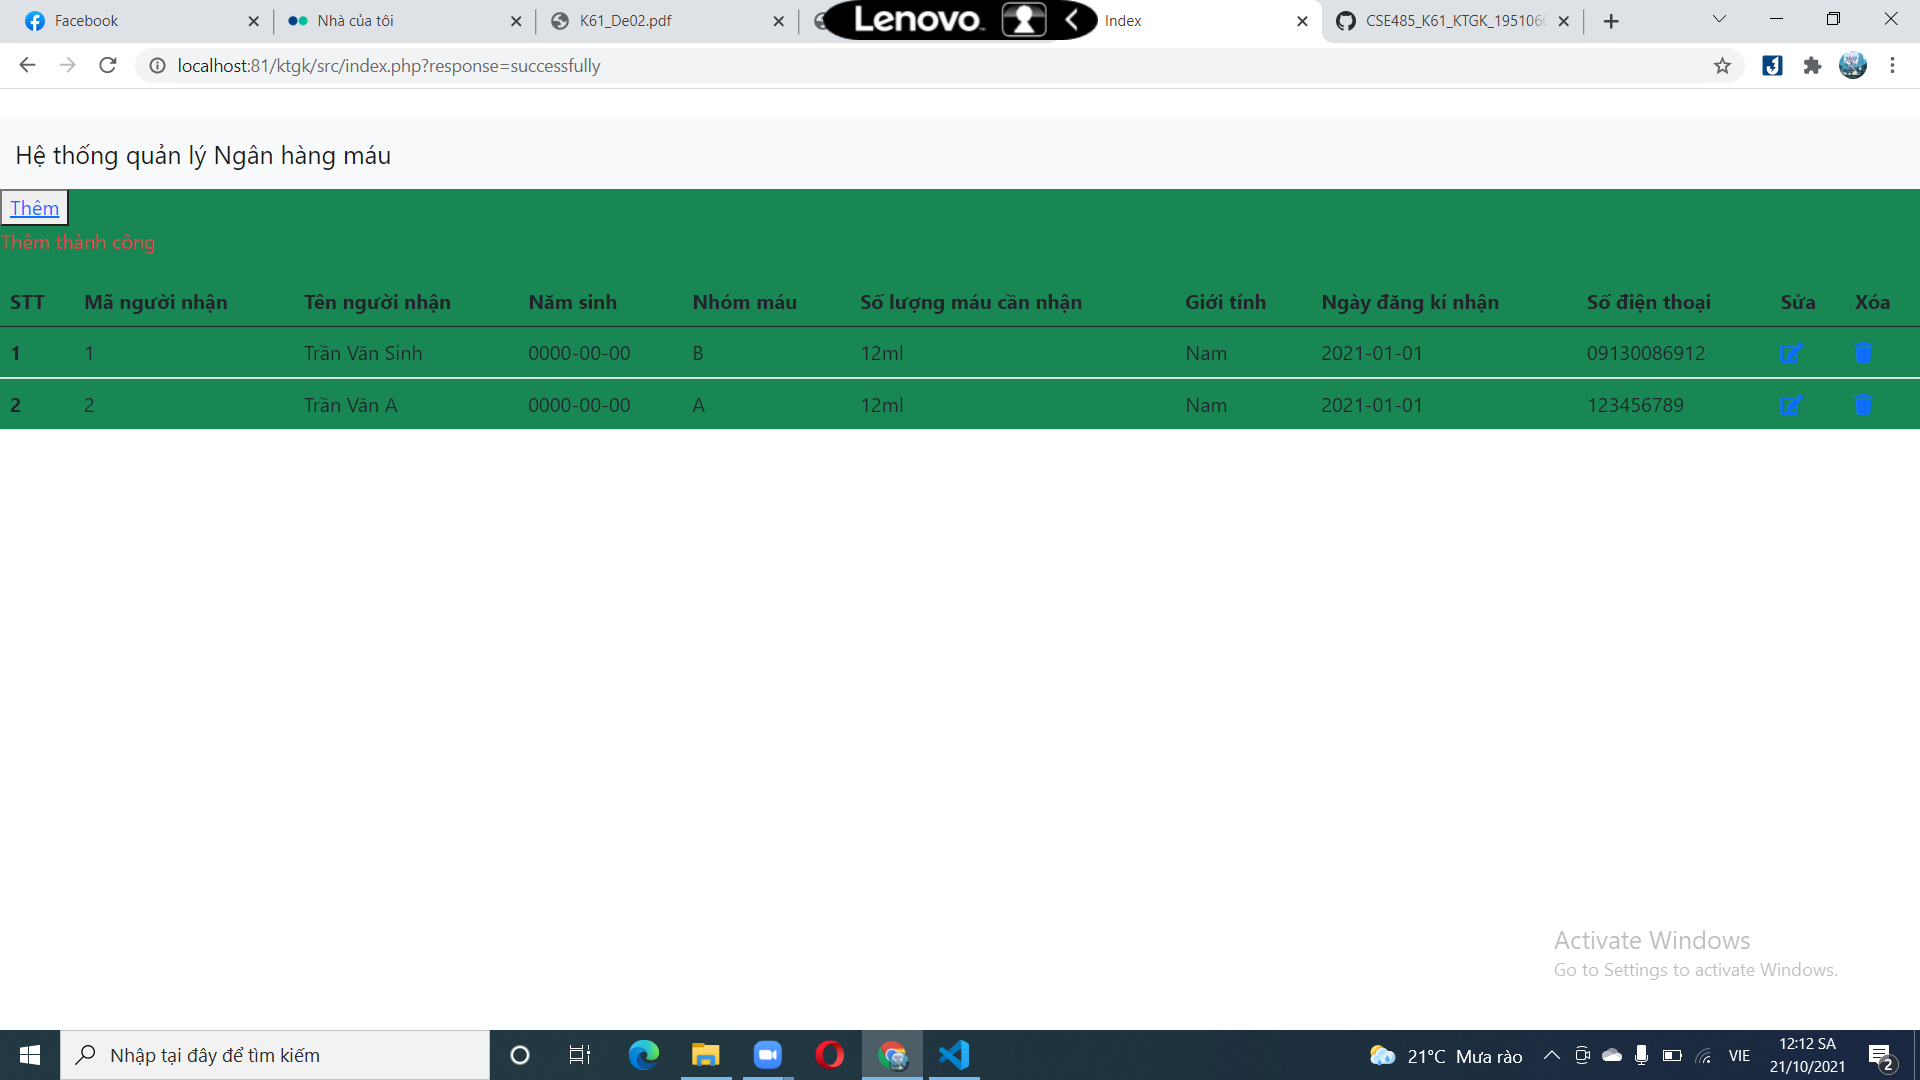 Facebook
Nhà của tôi
K61_De02.pdf
Lenovo
Index
CSE485_K61_KTGK_195106
localhost:81/ktgk/src/index.php?response=successfully
Hệ thống quản lý Ngân hàng máu
Thêm
Thêm thành công
STT Mã người nhận Tên người nhận Năm sinh Nhóm máu Số lượng máu cần nhận Giới tính Ngày đăng kí nhận Số điện thoại Sửa Xóa
1 1 Trần Văn Sinh 0000-00-00 B 12ml Nam 2021-01-01 09130086912
2 2 Trần Văn A 0000-00-00 A 12ml Nam 2021-01-01 123456789
Activate Windows
Go to Settings to activate Windows.
Nhập tại đây để tìm kiếm
21°C Mưa rào
VIE
12:12 SA
21/10/2021
2